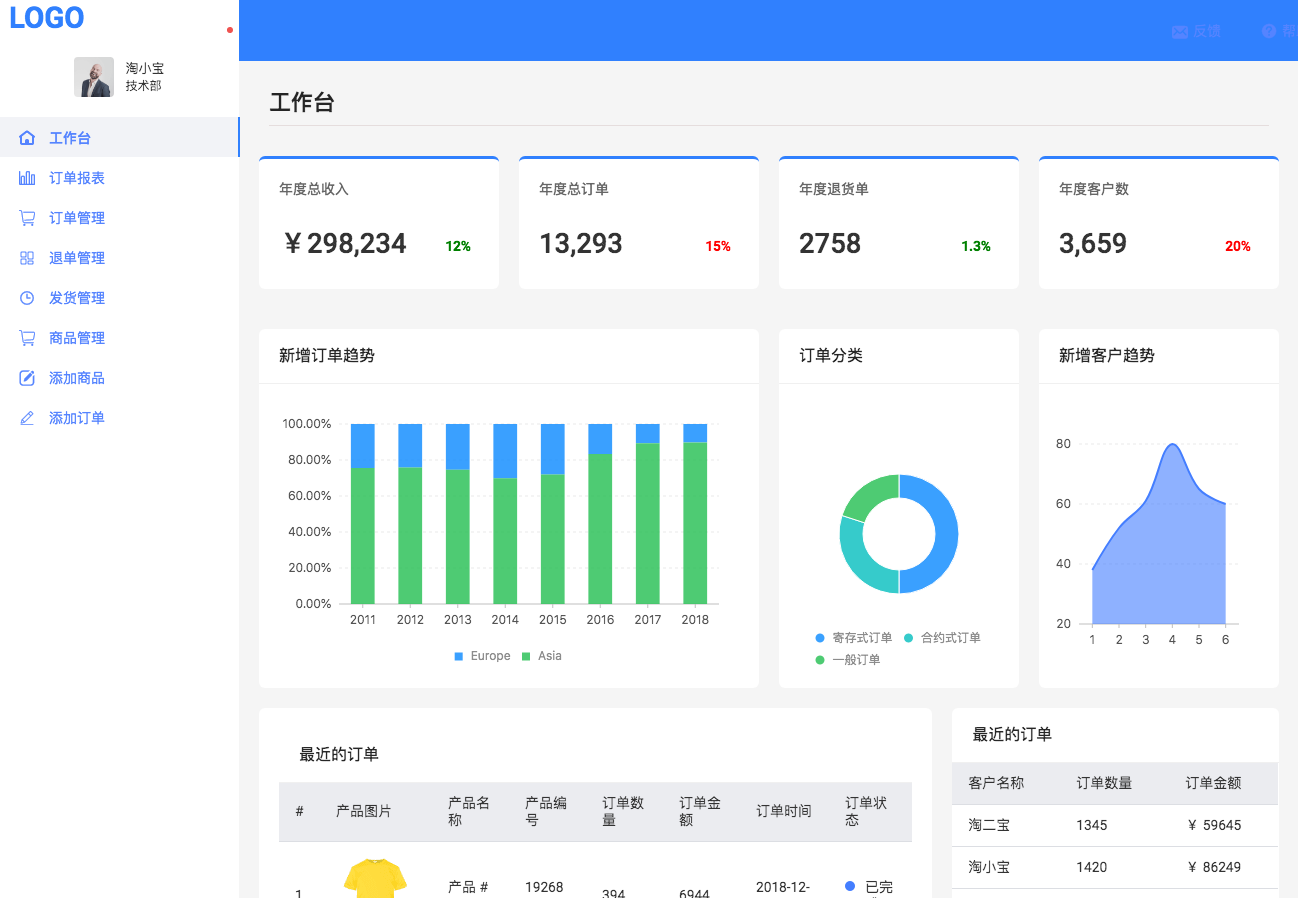 LOGO
反馈
帮
淘小宝
技术部
工作台
订单报表
订单管理
退单管理
发货管理
商品管理
添加商品
添加订单
工作台
年度总收入
￥298,234 12%
年度总订单
13,293 15%
年度退货单
2758 1.3%
年度客户数
3,659 20%
新增订单趋势
100.00%
80.00%
60.00%
40.00%
20.00%
0.00%
2011 2012 2013 2014 2015 2016 2017 2018
Europe Asia
订单分类
寄存式订单 合约式订单
一般订单
新增客户趋势
80
60
40
20
1 2 3 4 5 6
最近的订单
# 产品图片 产品名称 产品编号 订单数量 订单金额 订单时间 订单状态
1 产品 # 19268 394 6944 2018-12- 已完
最近的订单
客户名称 订单数量 订单金额
淘二宝 1345 ￥ 59645
淘小宝 1420 ￥ 86249